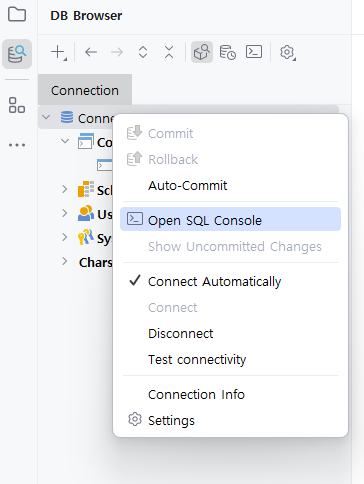 DB Browser
Connection
Conne
Commit
Co
Rollback
Auto-Commit
Sch
Open SQL Console
Us
Show Uncommitted Changes
Sy
Chars
Connect Automatically
Connect
Disconnect
Test connectivity
Connection Info
Settings